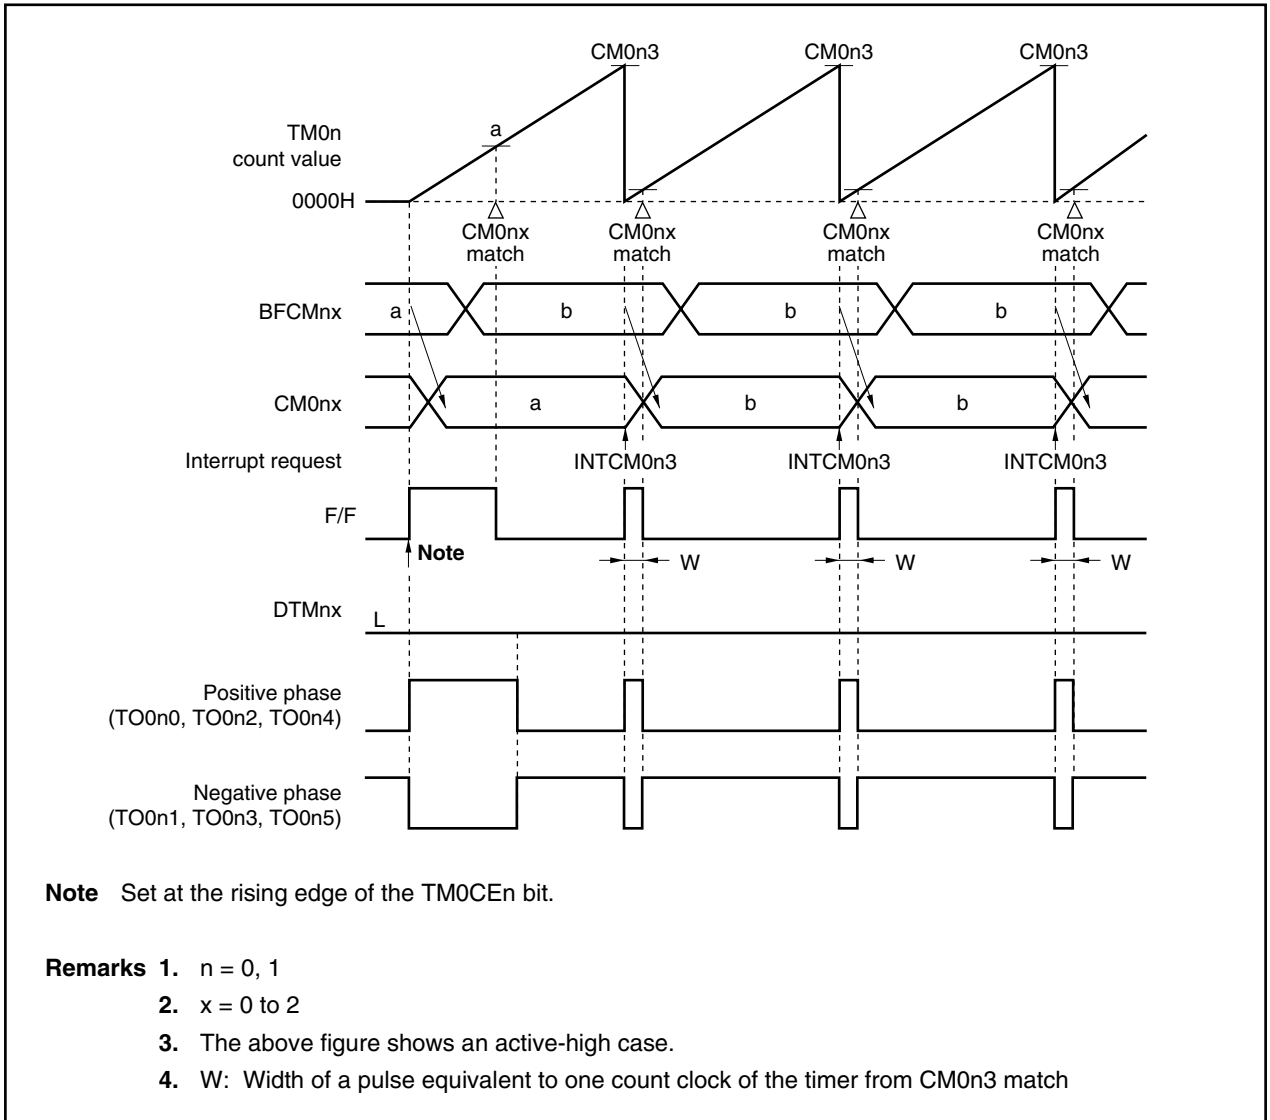 CM0n3 CM0n3 CM0n3
TM0n
count value
a
0000H
CM0nx
match
CM0nx
match
CM0nx
match
CM0nx
match
BFCMnx a b b b
CM0nx a b b
Interrupt request INTCM0n3 INTCM0n3 INTCM0n3
F/F
Note W W W
DTMnx L
Positive phase
(TO0n0, TO0n2, TO0n4)
Negative phase
(TO0n1, TO0n3, TO0n5)
Note Set at the rising edge of the TM0CEn bit.
Remarks 1. n = 0, 1
2. x = 0 to 2
3. The above figure shows an active-high case.
4. W: Width of a pulse equivalent to one count clock of the timer from CM0n3 match